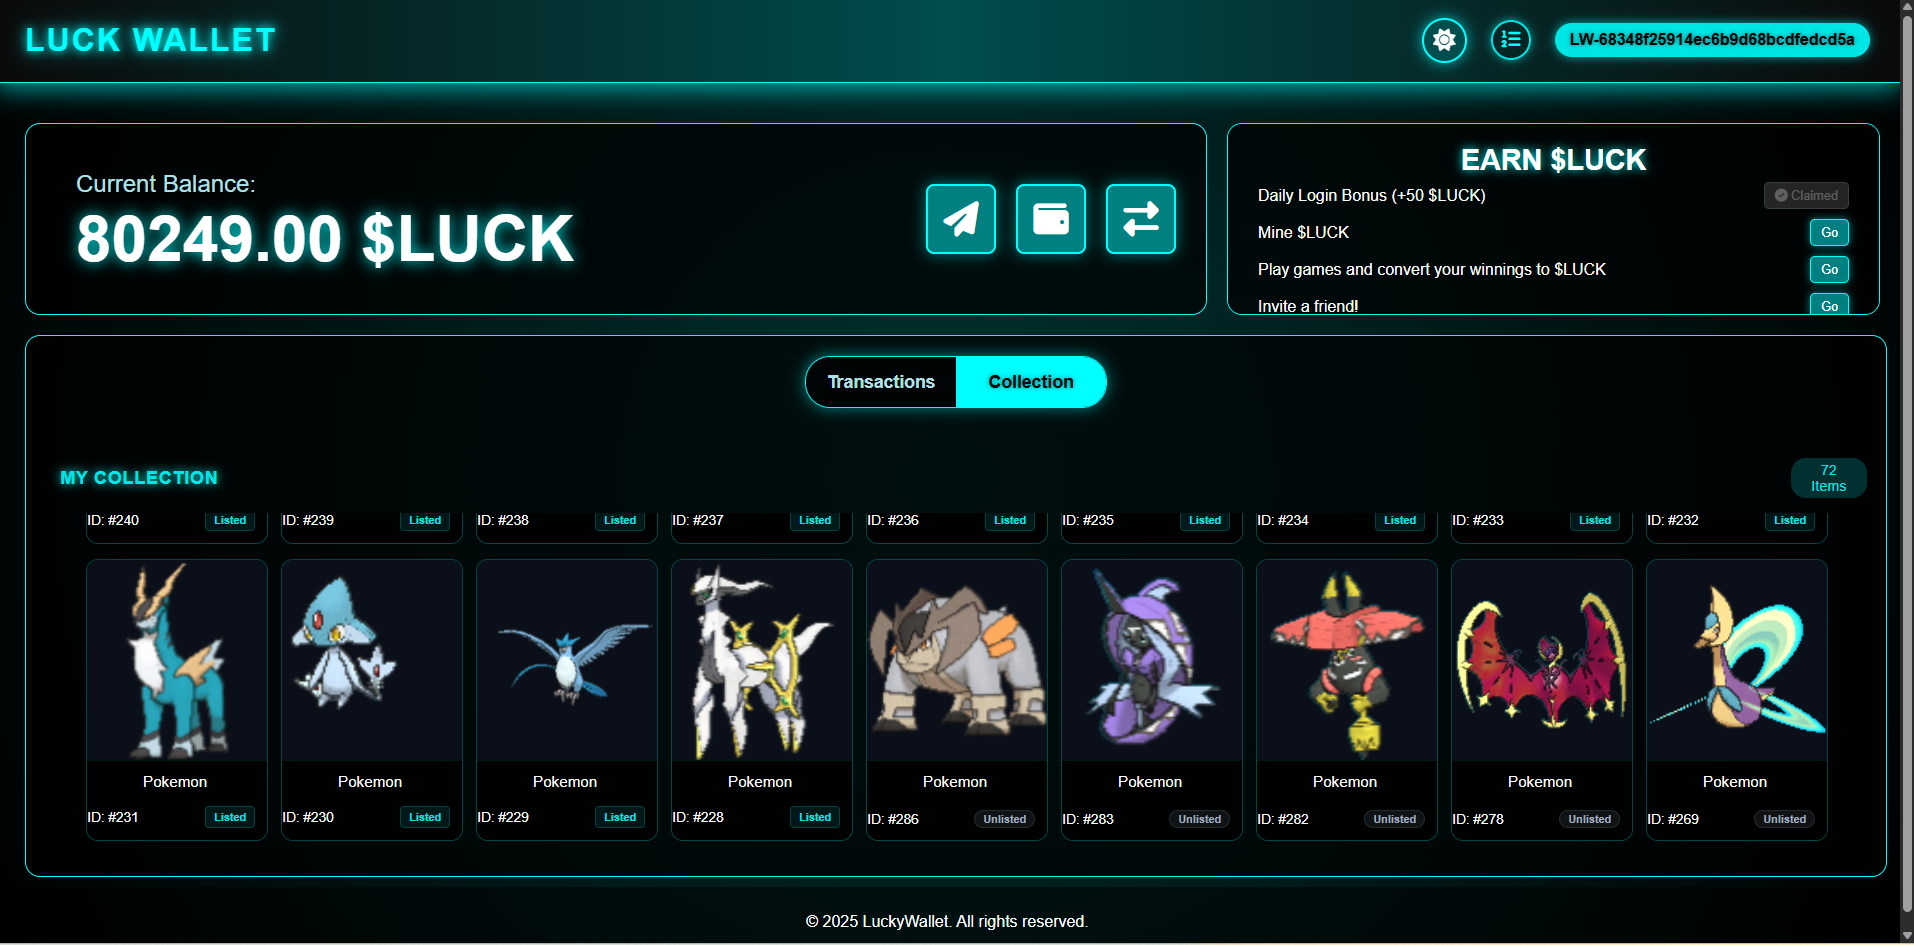 LUCK WALLET
LW-68348f25914ec6b9d68bcdfedcd5a
Current Balance:
80249.00 $LUCK
EARN $LUCK
Daily Login Bonus (+50 $LUCK) Claimed
Mine $LUCK Go
Play games and convert your winnings to $LUCK Go
Invite a friend! Go
Transactions Collection
MY COLLECTION
72
Items
ID: #240 Listed ID: #239 Listed ID: #238 Listed ID: #237 Listed ID: #236 Listed ID: #235 Listed ID: #234 Listed ID: #233 Listed ID: #232 Listed
Pokemon Pokemon Pokemon Pokemon Pokemon Pokemon Pokemon Pokemon Pokemon
ID: #231 Listed ID: #230 Listed ID: #229 Listed ID: #228 Listed ID: #286 Unlisted ID: #283 Unlisted ID: #282 Unlisted ID: #278 Unlisted ID: #269 Unlisted
© 2025 LuckyWallet. All rights reserved.